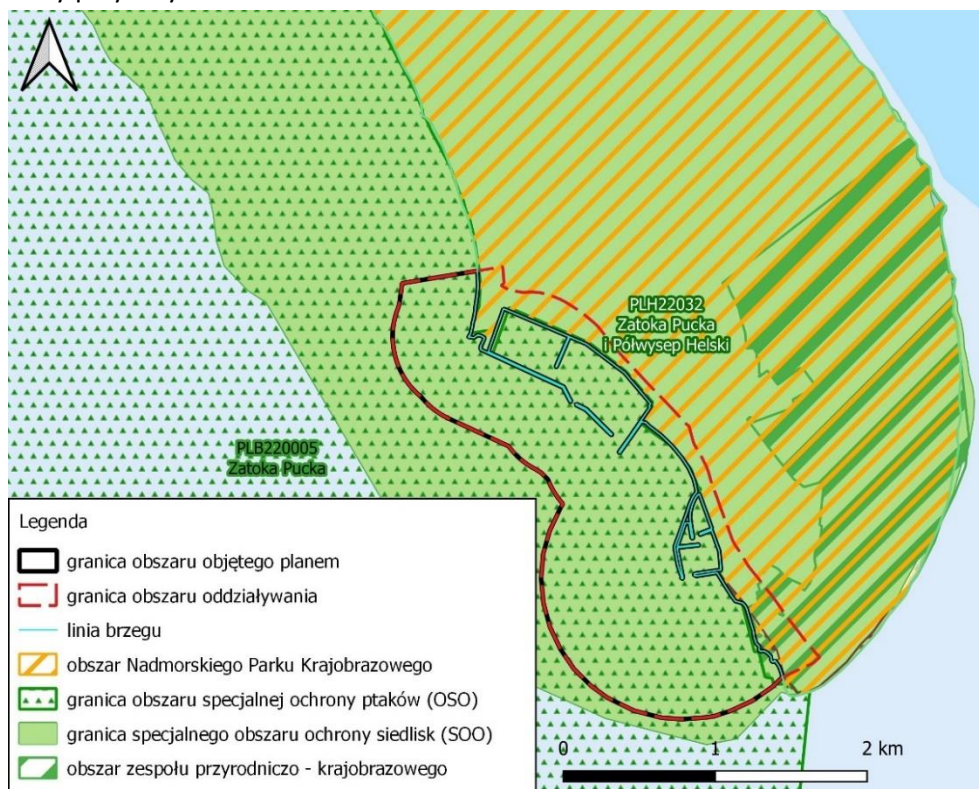 PLH22032
Zatoka Pucka
i Półwysep Helski
PLB220005
Zatoka Pucka
Legenda
granica obszaru objętego planem
granica obszaru oddziaływania
linia brzegu
obszar Nadmorskiego Parku Krajobrazowego
granica obszaru specjalnej ochrony ptaków (OSO)
granica specjalnego obszaru ochrony siedlisk (SOO)
obszar zespołu przyrodniczo - krajobrazowego
0 1 2 km